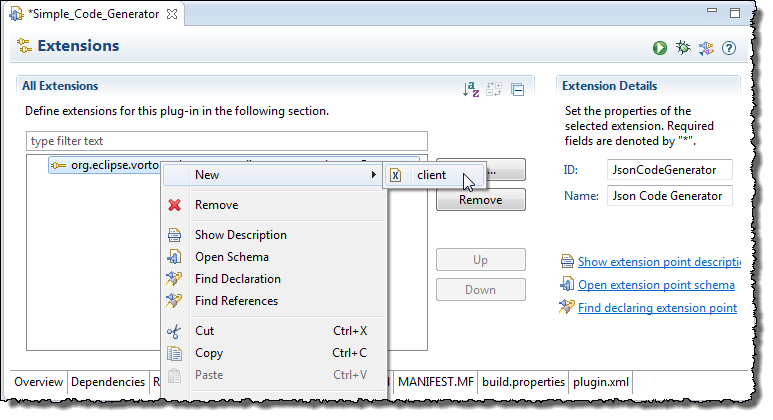 *Simple_Code_Generator
Extensions
All Extensions
Define extensions for this plug-in in the following section.
type filter text
org.eclipse.vorto
New
client
...
Remove
Remove
Show Description
Open Schema
Find Declaration
Find References
Cut Ctrl+X
Copy Ctrl+C
Paste Ctrl+V
Up
Down
Extension Details
Set the properties of the
selected extension. Required
fields are denoted by "*".
ID: JsonCodeGenerator
Name: Json Code Generator
Show extension point descripti
Open extension point schema
Find declaring extension point
Overview Dependencies R MANIFEST.MF build.properties plugin.xml